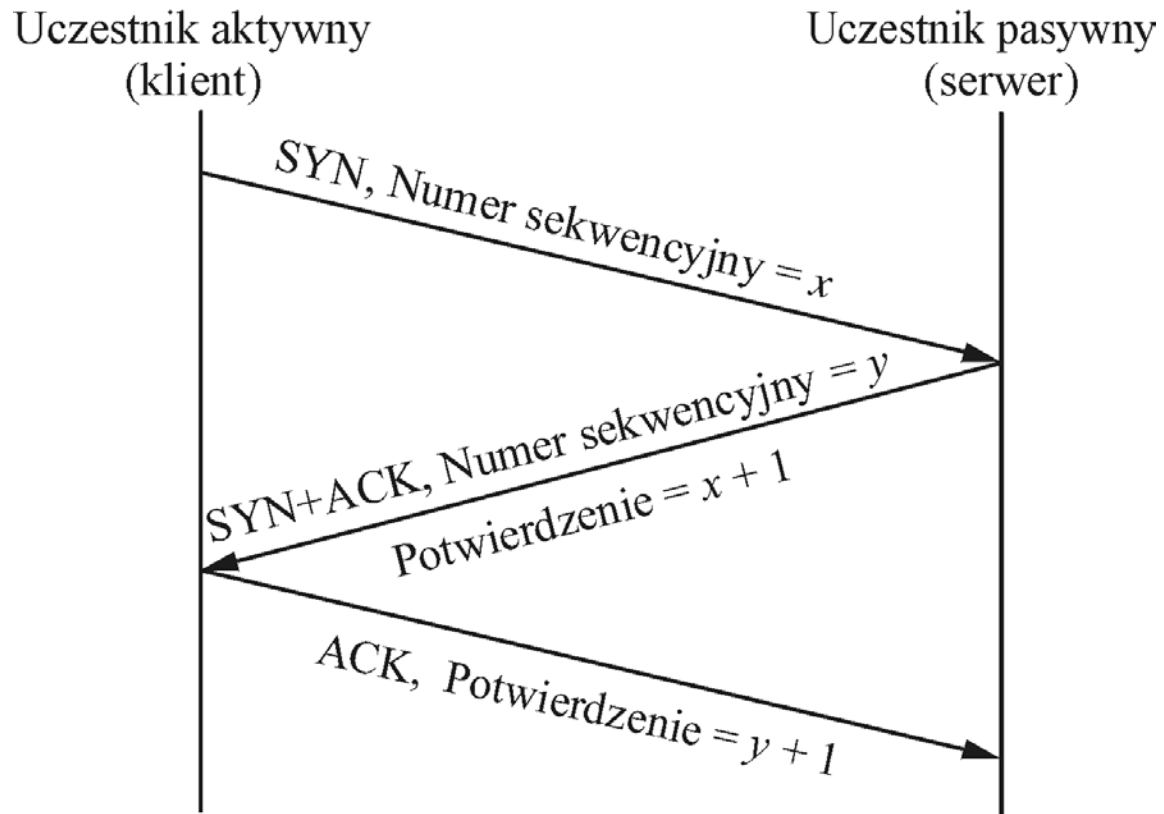 Uczestnik aktywny
(klient)
Uczestnik pasywny
(serwer)
SYN, Numer sekwencyjny = x
SYN+ACK, Numer sekwencyjny = y
Potwierdzenie = x + 1
ACK, Potwierdzenie = y + 1